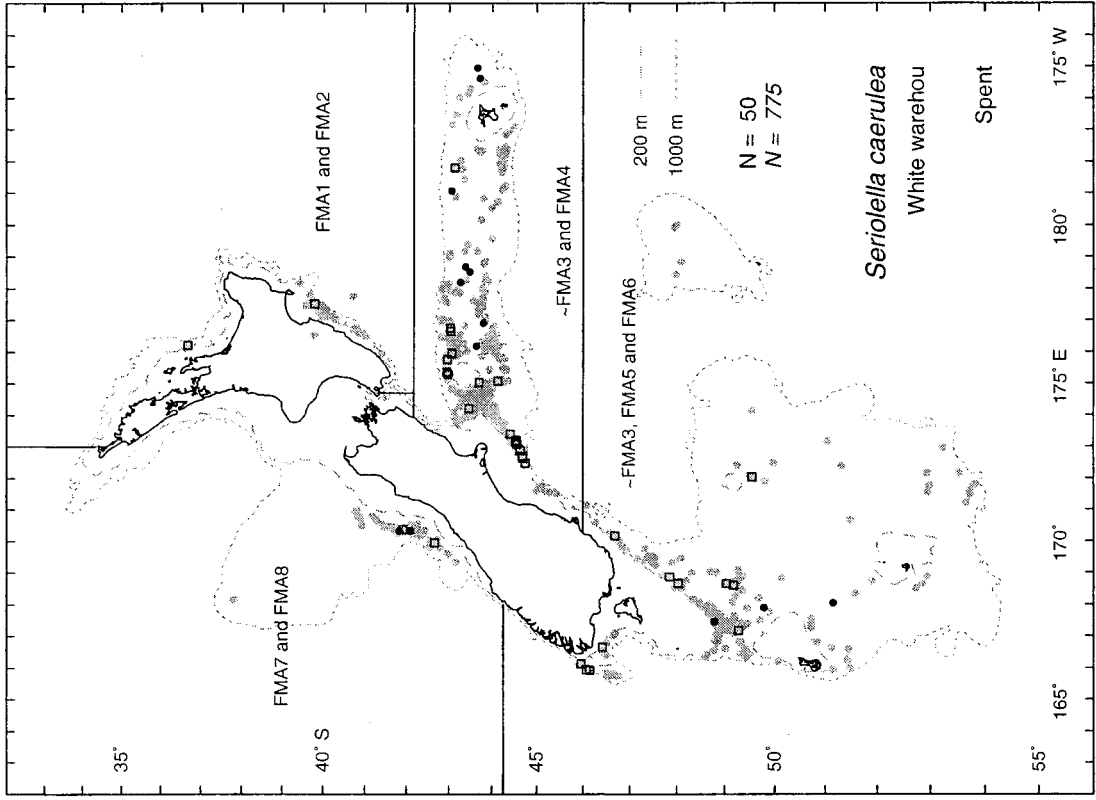 FMA7 and FMA8
FMA1 and FMA2
~FMA3 and FMA4
~FMA3, FMA5 and FMA6
200 m
1000 m
N = 50
N = 775
Seriolella caerulea
White warehou
Spent
35°
40° S
45°
50°
55°
165°
170°
175° E
180°
175° W